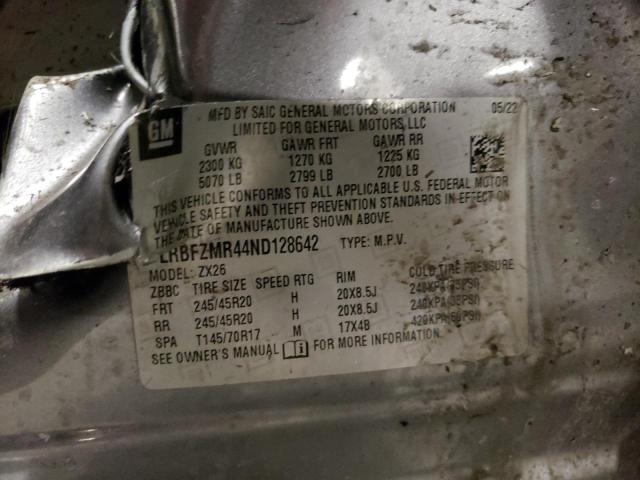 GM
MFD BY SAIC GENERAL MOTORS CORPORATION 05/22
LIMITED FOR GENERAL MOTORS, LLC
GVWR GAWR FRT GAWR RR
2300 KG 1270 KG 1225 KG
5070 LB 2799 LB 2700 LB
THIS VEHICLE CONFORMS TO ALL APPLICABLE U.S. FEDERAL MOTOR
VEHICLE SAFETY AND THEFT PREVENTION STANDARDS IN EFFECT ON
THE DATE OF MANUFACTURE SHOWN ABOVE.
LRBFZMR44ND128642 TYPE: M.P.V.
MODEL: ZX26
ZBBC TIRE SIZE SPEED RTG RIM COLD TIRE PRESSURE
FRT 245/45R20 H 20X8.5J 240KPA(35PSI)
RR 245/45R20 H 20X8.5J 240KPA(35PSI)
SPA T145/70R17 M 17X4B 420KPA(60PSI)
SEE OWNER'S MANUAL FOR MORE INFORMATION.